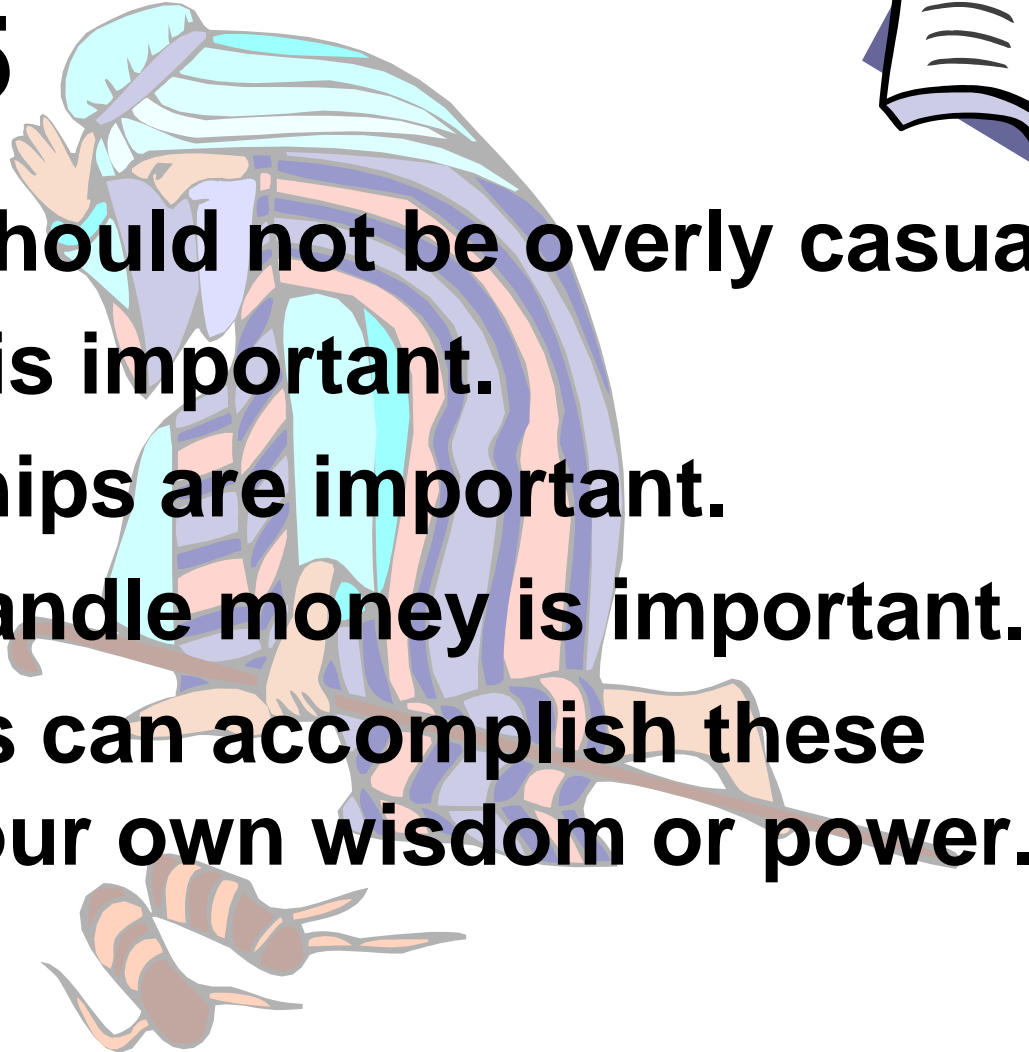 5
hould not be overly casua
is important.
hips are important.
andle money is important.
s can accomplish these
our own wisdom or power.